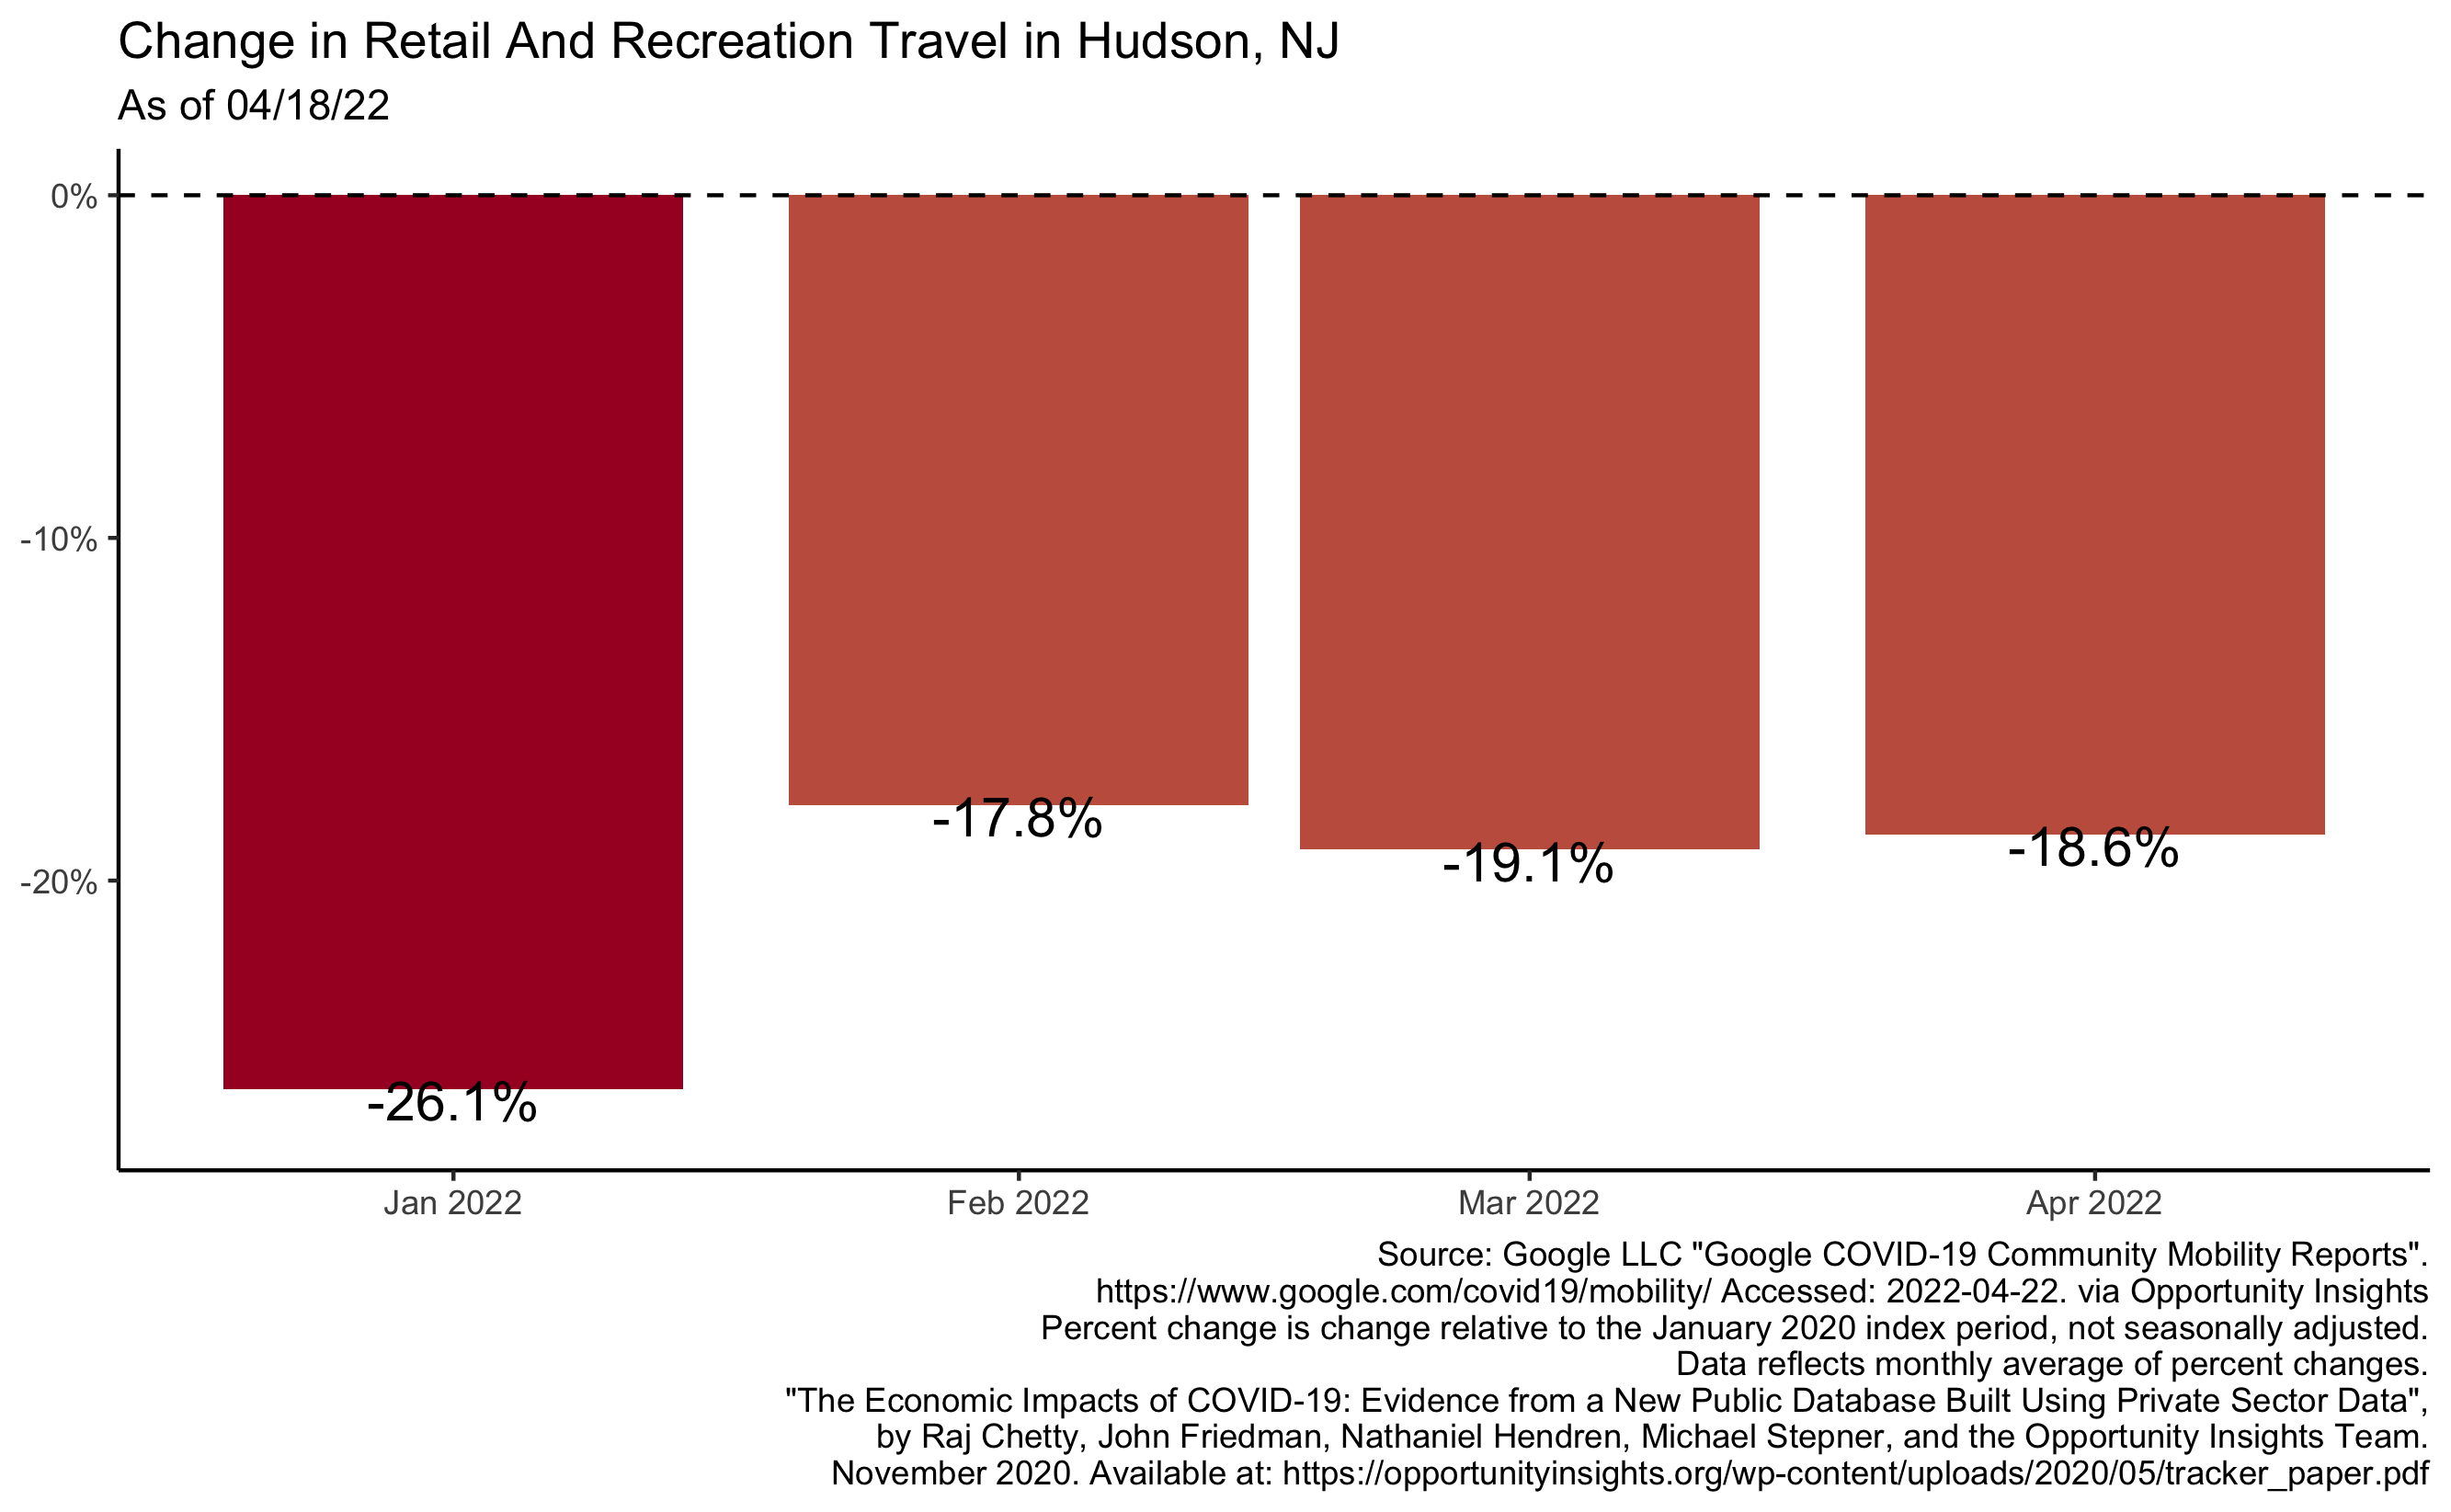 Change in Retail And Recreation Travel in Hudson, NJ
As of 04/18/22
0%
-10%
-20%
-26.1%
-17.8%
-19.1%
-18.6%
Jan 2022
Feb 2022
Mar 2022
Apr 2022
Source: Google LLC "Google COVID-19 Community Mobility Reports".
https://www.google.com/covid19/mobility/ Accessed: 2022-04-22. via Opportunity Insights
Percent change is change relative to the January 2020 index period, not seasonally adjusted.
Data reflects monthly average of percent changes.
"The Economic Impacts of COVID-19: Evidence from a New Public Database Built Using Private Sector Data",
by Raj Chetty, John Friedman, Nathaniel Hendren, Michael Stepner, and the Opportunity Insights Team.
November 2020. Available at: https://opportunityinsights.org/wp-content/uploads/2020/05/tracker_paper.pdf